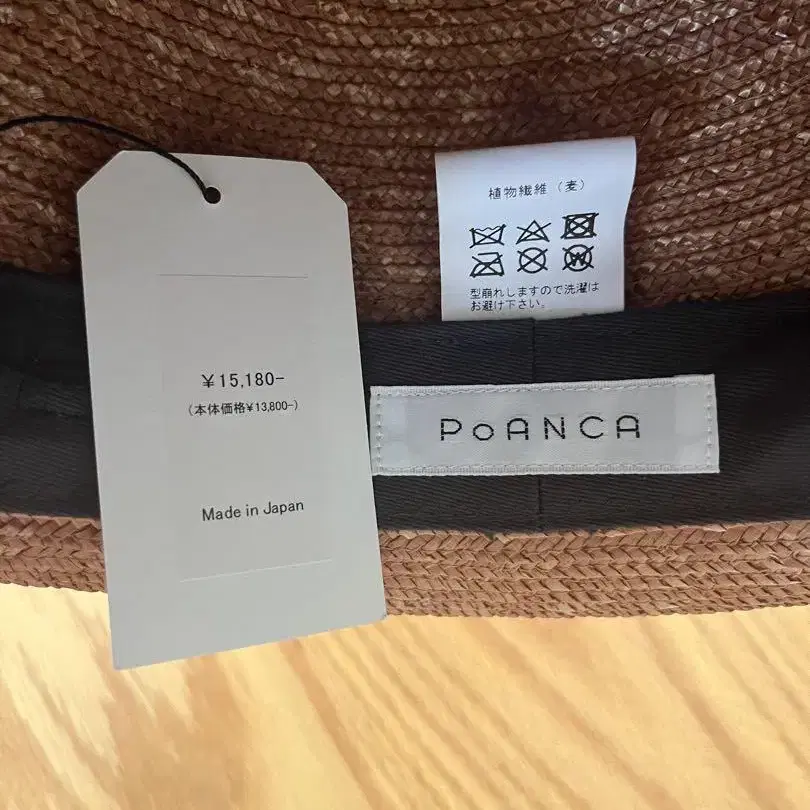 植物繊維（麦）
W
型崩れしますので洗濯は
お避け下さい。
¥15,180-
(本体価格¥13,800-)
Made in Japan
PoANCA